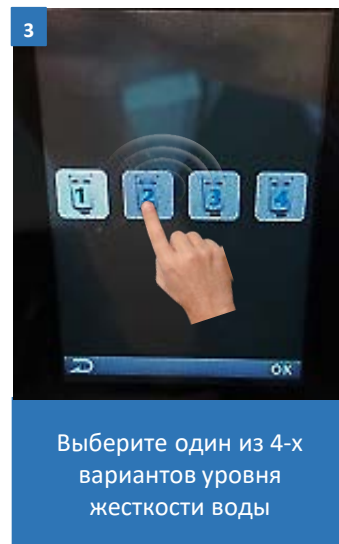 3
1 2 3 4
OK
Выберите один из 4-х
вариантов уровня
жесткости воды